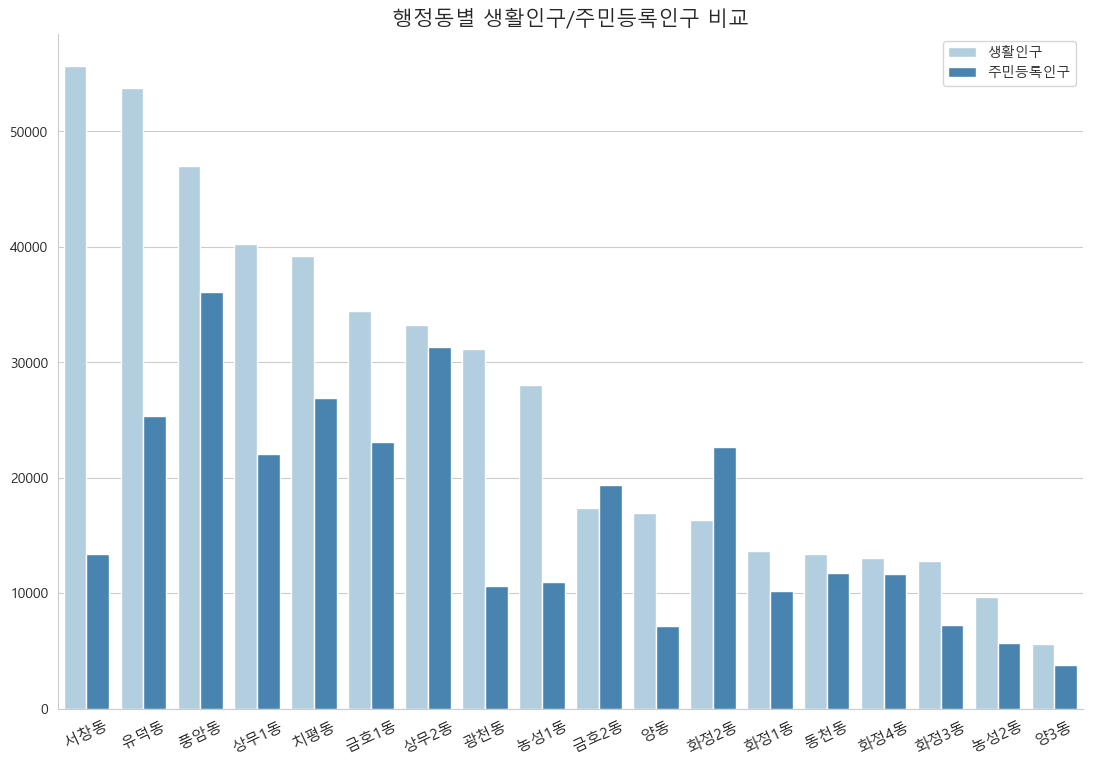 행정동별 생활인구/주민등록인구 비교
생활인구
주민등록인구
50000
40000
30000
20000
10000
0
서창동 유덕동 풍암동 상무1동 치평동 금호1동 상무2동 광천동 농성1동 금호2동 양동 화정2동 화정1동 동천동 화정4동 화정3동 농성2동 양3동